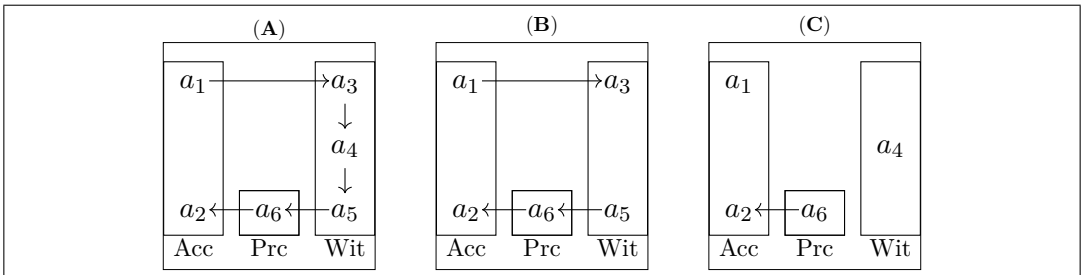 (A) (B) (C)
a1 a3 a1 a3 a1
a4 a4
a2 a6 a5 a2 a6 a5 a2 a6
Acc Prc Wit Acc Prc Wit Acc Prc Wit